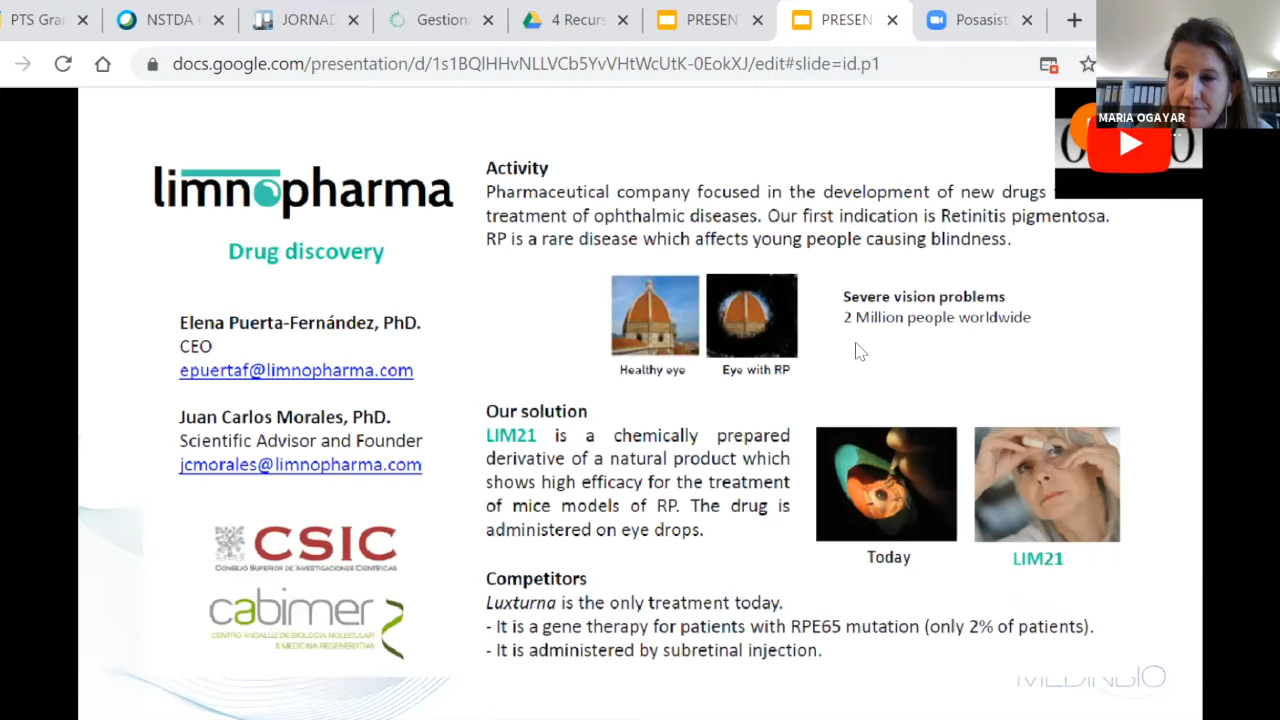 PTS Gra
NSTDA
JORNAD
Gestion
4 Recurs
PRESEN
PRESEN
Posasist
docs.google.com/presentation/d/1s1BQlHHvNLLVCb5YvVHtWcUtK-0EokXJ/edit#slide=id.p1
MARIA OGAYAR
limnopharma
Drug discovery
Elena Puerta-Fernández, PhD.
CEO
epuertaf@limnopharma.com
Juan Carlos Morales, PhD.
Scientific Advisor and Founder
jcmorales@limnopharma.com
CSIC
CONSEJO SUPERIOR DE INVESTIGACIONES CIENTÍFICAS
cabimer
CENTRO ANDALUZ DE BIOLOGÍA MOLECULAR
& MEDICINA REGENERATIVA
Activity
Pharmaceutical company focused in the development of new drugs
treatment of ophthalmic diseases. Our first indication is Retinitis pigmentosa.
RP is a rare disease which affects young people causing blindness.
Healthy eye
Eye with RP
Severe vision problems
2 Million people worldwide
Our solution
LIM21 is a chemically prepared
derivative of a natural product which
shows high efficacy for the treatment
of mice models of RP. The drug is
administered on eye drops.
Today
LIM21
Competitors
Luxturna is the only treatment today.
- It is a gene therapy for patients with RPE65 mutation (only 2% of patients).
- It is administered by subretinal injection.
MEDINBIO